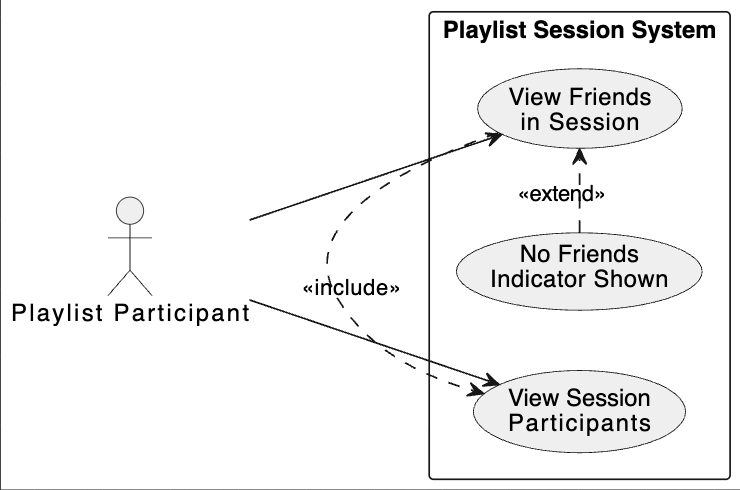 Playlist Session System
View Friends
in Session
«extend»
No Friends
Indicator Shown
«include»
Playlist Participant
View Session
Participants